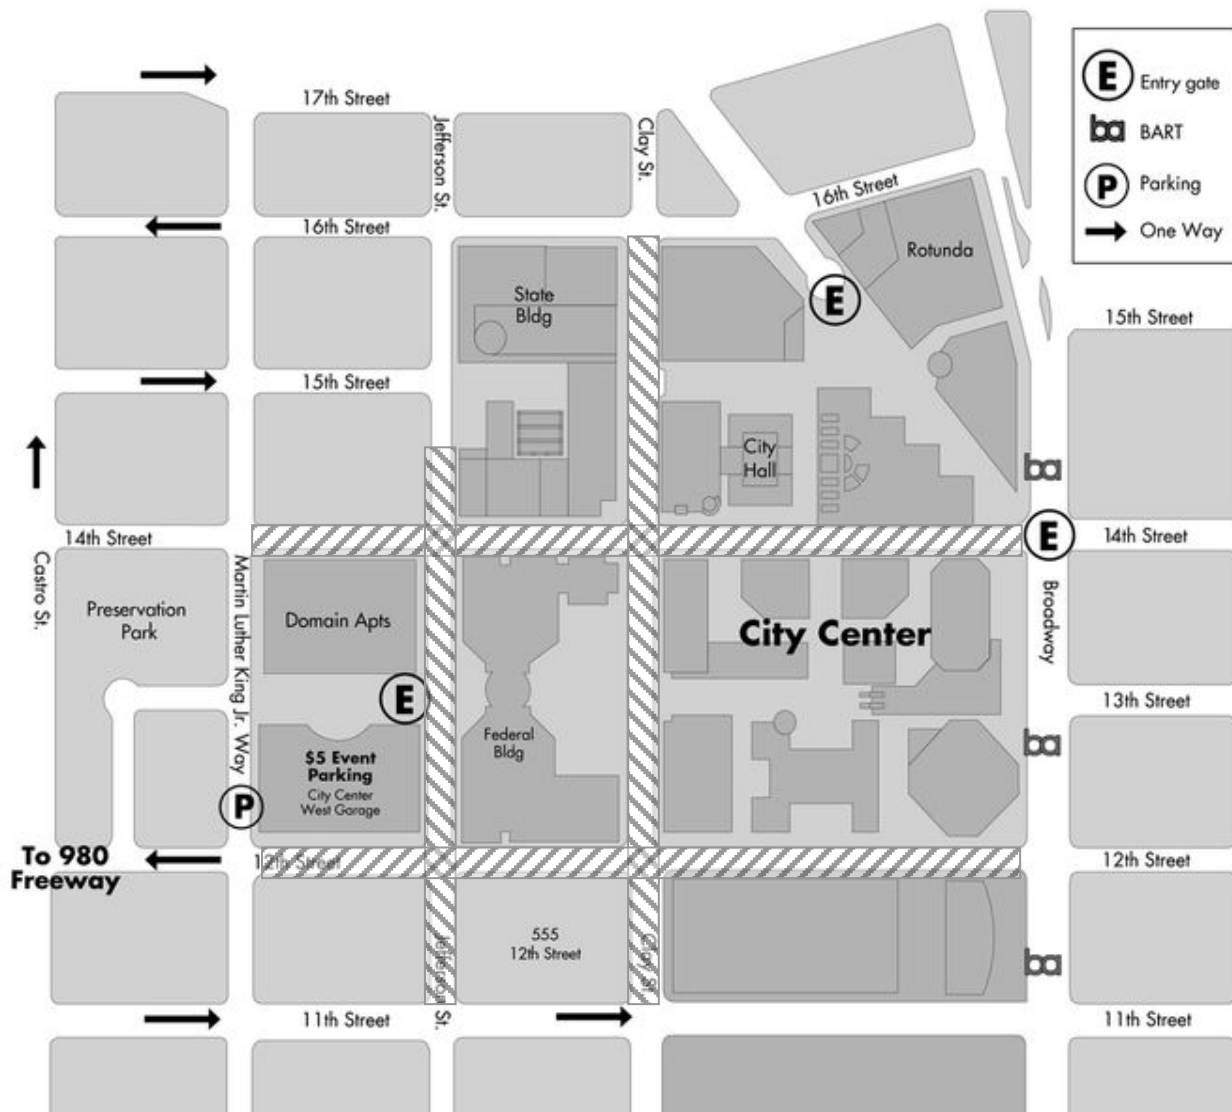 E Entry gate
BART
P Parking
One Way
17th Street
Jefferson St.
Clay St.
16th Street
16th Street
Rotunda
State
Bldg
E
15th Street
15th Street
City
Hall
14th Street
E
14th Street
Castro St.
Martin Luther King Jr. Way
Preservation
Park
Domain Apts
City Center
Broadway
E
Federal
Bldg
13th Street
$5 Event
Parking
City Center
West Garage
P
To 980
Freeway
12th Street
12th Street
555
12th Street
Jefferson St.
Clay St
11th Street
11th Street